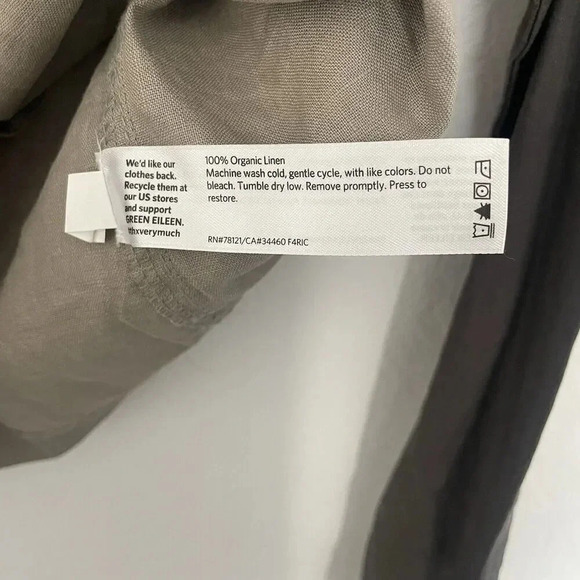 We'd like our
clothes back.
Recycle them at
our US stores
and support
GREEN EILEEN.
thxverymuch
100% Organic Linen
Machine wash cold, gentle cycle, with like colors. Do not
bleach. Tumble dry low. Remove promptly. Press to
restore.
RN#78121/CA#34460 F4RIC